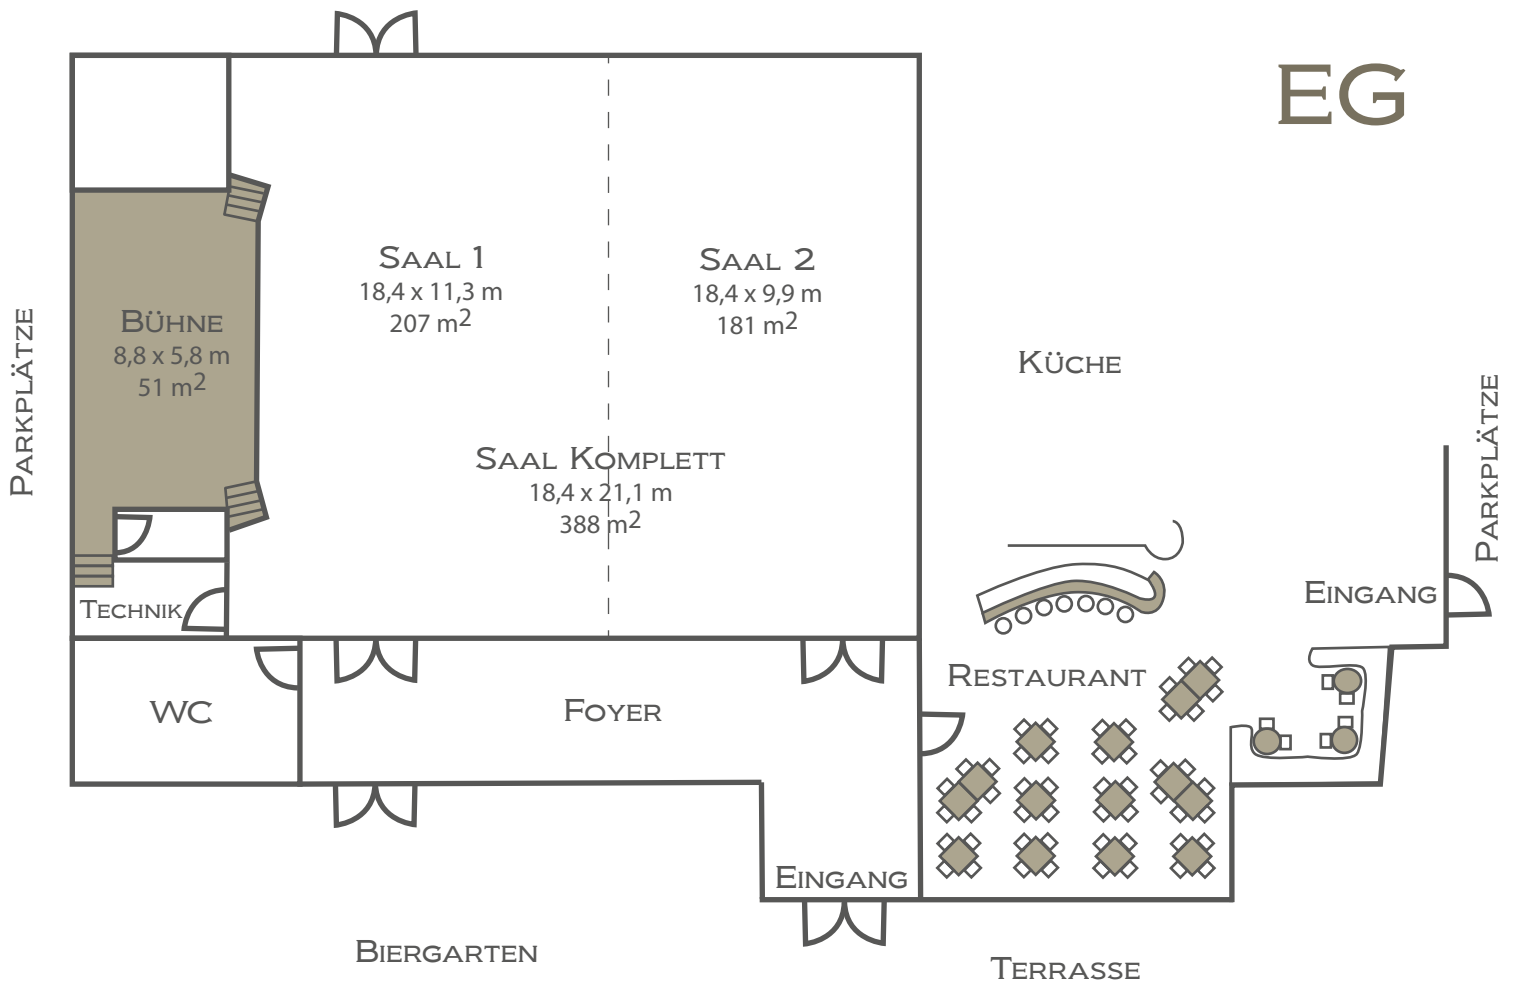 EG
SAAL 1
18,4 x 11,3 m
207 m²
SAAL 2
18,4 x 9,9 m
181 m²
BÜHNE
8,8 x 5,8 m
51 m²
PARKPLÄTZE
KÜCHE
PARKPLÄTZE
SAAL KOMPLETT
18,4 x 21,1 m
388 m²
EINGANG
TECHNIK
RESTAURANT
WC
FOYER
EINGANG
BIERGARTEN
TERRASSE